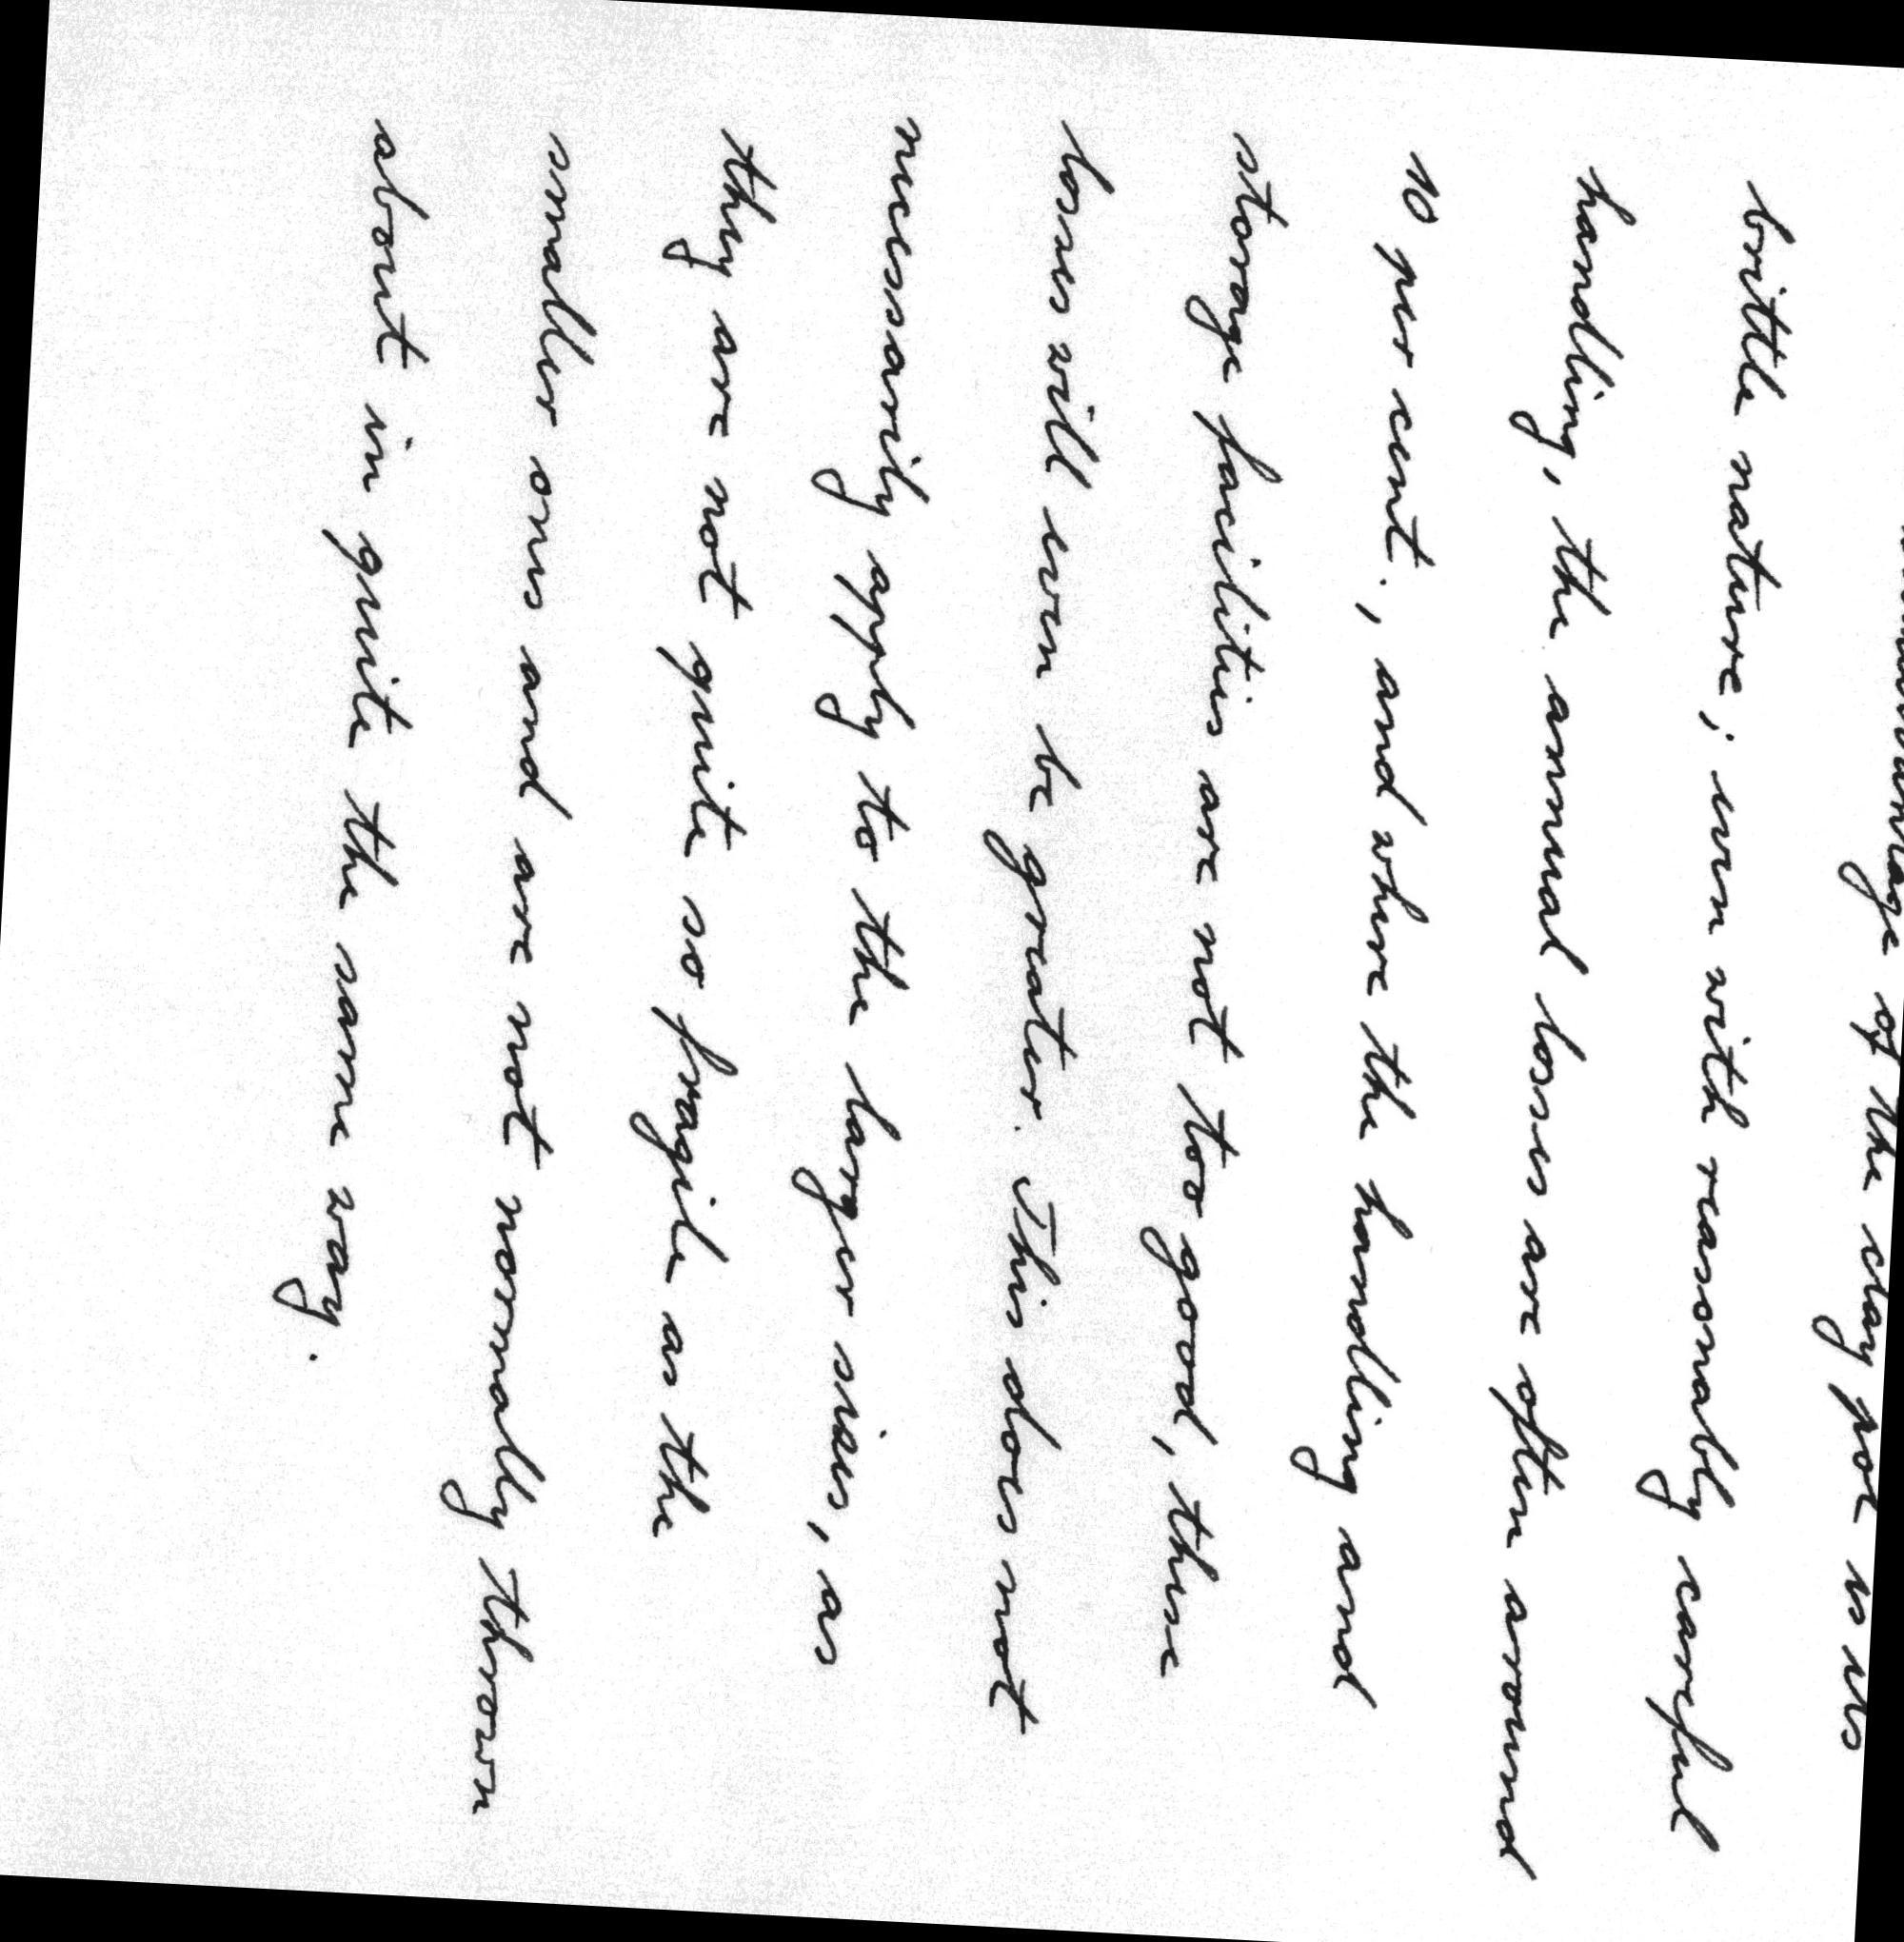 of the clay pot is its
brittle nature; even with reasonably careful
handling, the annual losses are often around
10 per cent., and where the handling and
storage facilities are not too good, these
losses will even be greater. This does not
necessarily apply to the larger sizes, as
they are not quite so fragile as the
smaller ones and are not normally thrown
about in quite the same way.